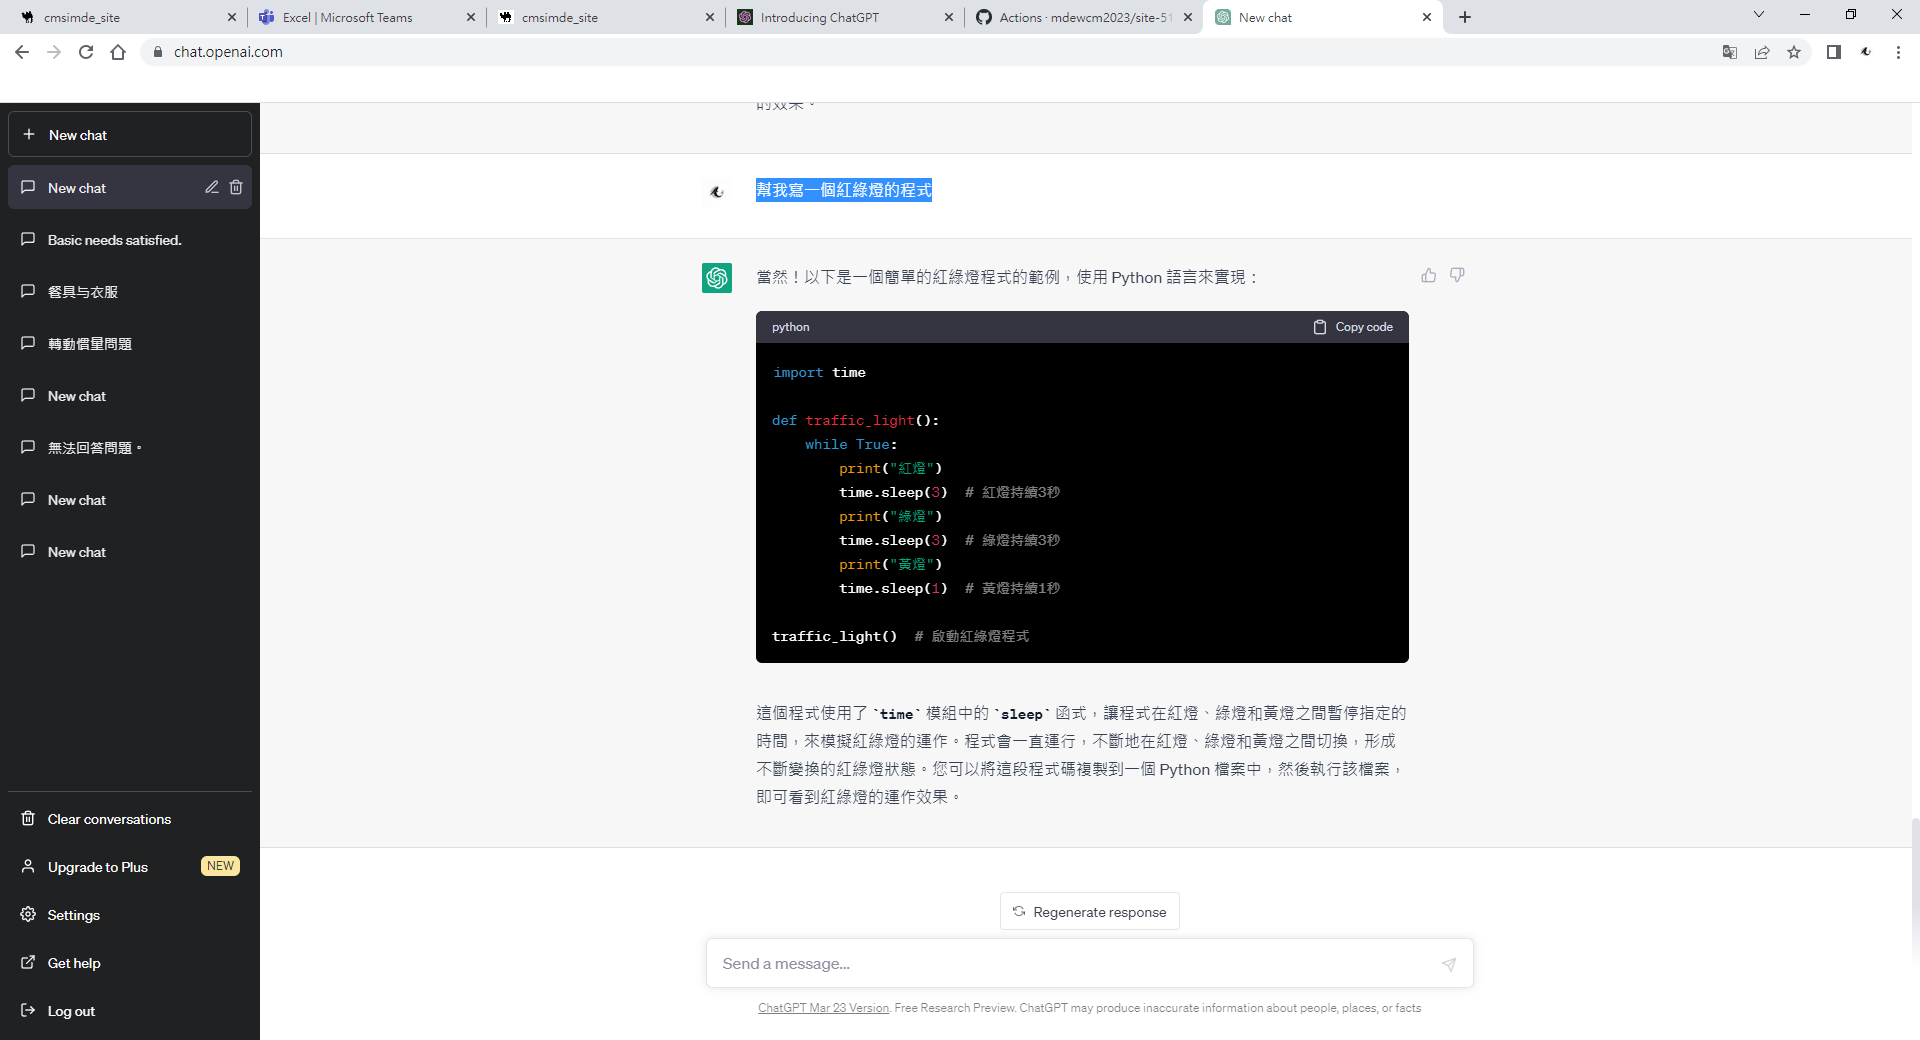 cmsimde_site
Excel | Microsoft Teams
cmsimde_site
Introducing ChatGPT
Actions · mdewcm2023/site-51
New chat
chat.openai.com
New chat
New chat
Basic needs satisfied.
餐具与衣服
轉動慣量問題
New chat
無法回答問題。
New chat
New chat
Clear conversations
Upgrade to Plus NEW
Settings
Get help
Log out
的效果。
幫我寫一個紅綠燈的程式
當然！以下是一個簡單的紅綠燈程式的範例，使用 Python 語言來實現：
python Copy code
import time
def traffic_light():
    while True:
        print("紅燈")
        time.sleep(3)  # 紅燈持續3秒
        print("綠燈")
        time.sleep(3)  # 綠燈持續3秒
        print("黃燈")
        time.sleep(1)  # 黃燈持續1秒
traffic_light()  # 啟動紅綠燈程式
這個程式使用了 `time` 模組中的 `sleep` 函式，讓程式在紅燈、綠燈和黃燈之間暫停指定的
時間，來模擬紅綠燈的運作。程式會一直運行，不斷地在紅燈、綠燈和黃燈之間切換，形成
不斷變換的紅綠燈狀態。您可以將這段程式碼複製到一個 Python 檔案中，然後執行該檔案，
即可看到紅綠燈的運作效果。
Regenerate response
Send a message...
ChatGPT Mar 23 Version. Free Research Preview. ChatGPT may produce inaccurate information about people, places, or facts